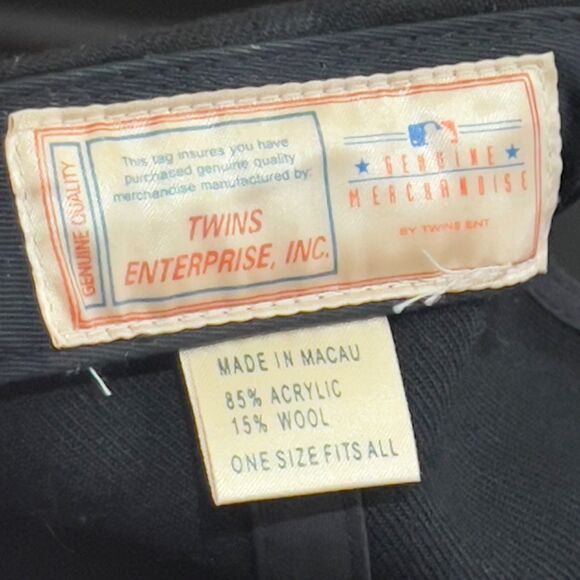 GENUINE QUALITY
This tag insures you have
purchased genuine quality
merchandise manufactured by:
TWINS
ENTERPRISE, INC.
GENUINE
MERCHANDISE
BY TWINS ENT
MADE IN MACAU
85% ACRYLIC
15% WOOL
ONE SIZE FITS ALL